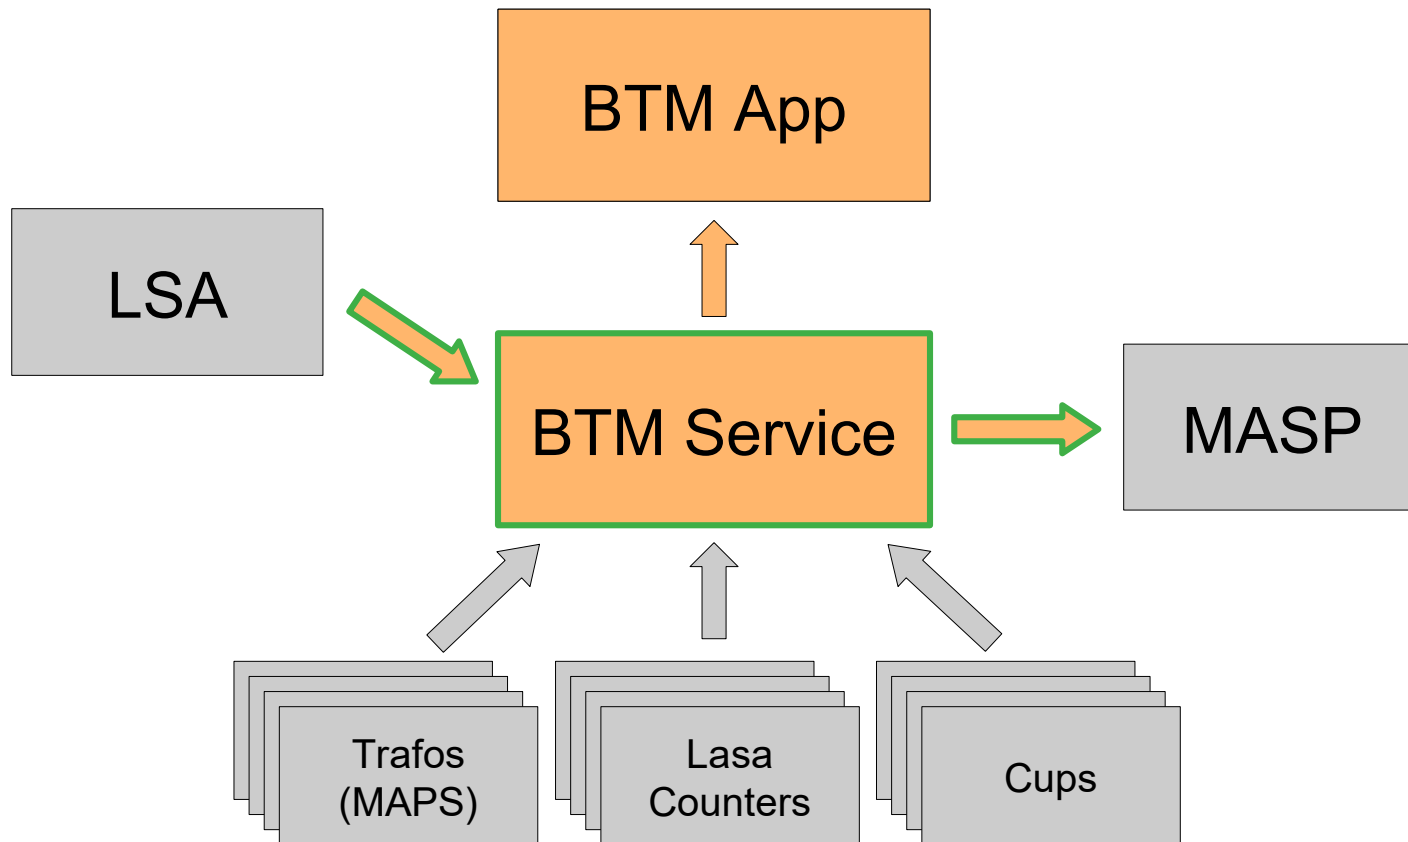 BTM App
LSA
BTM Service
MASP
Trafos
(MAPS)
Lasa
Counters
Cups